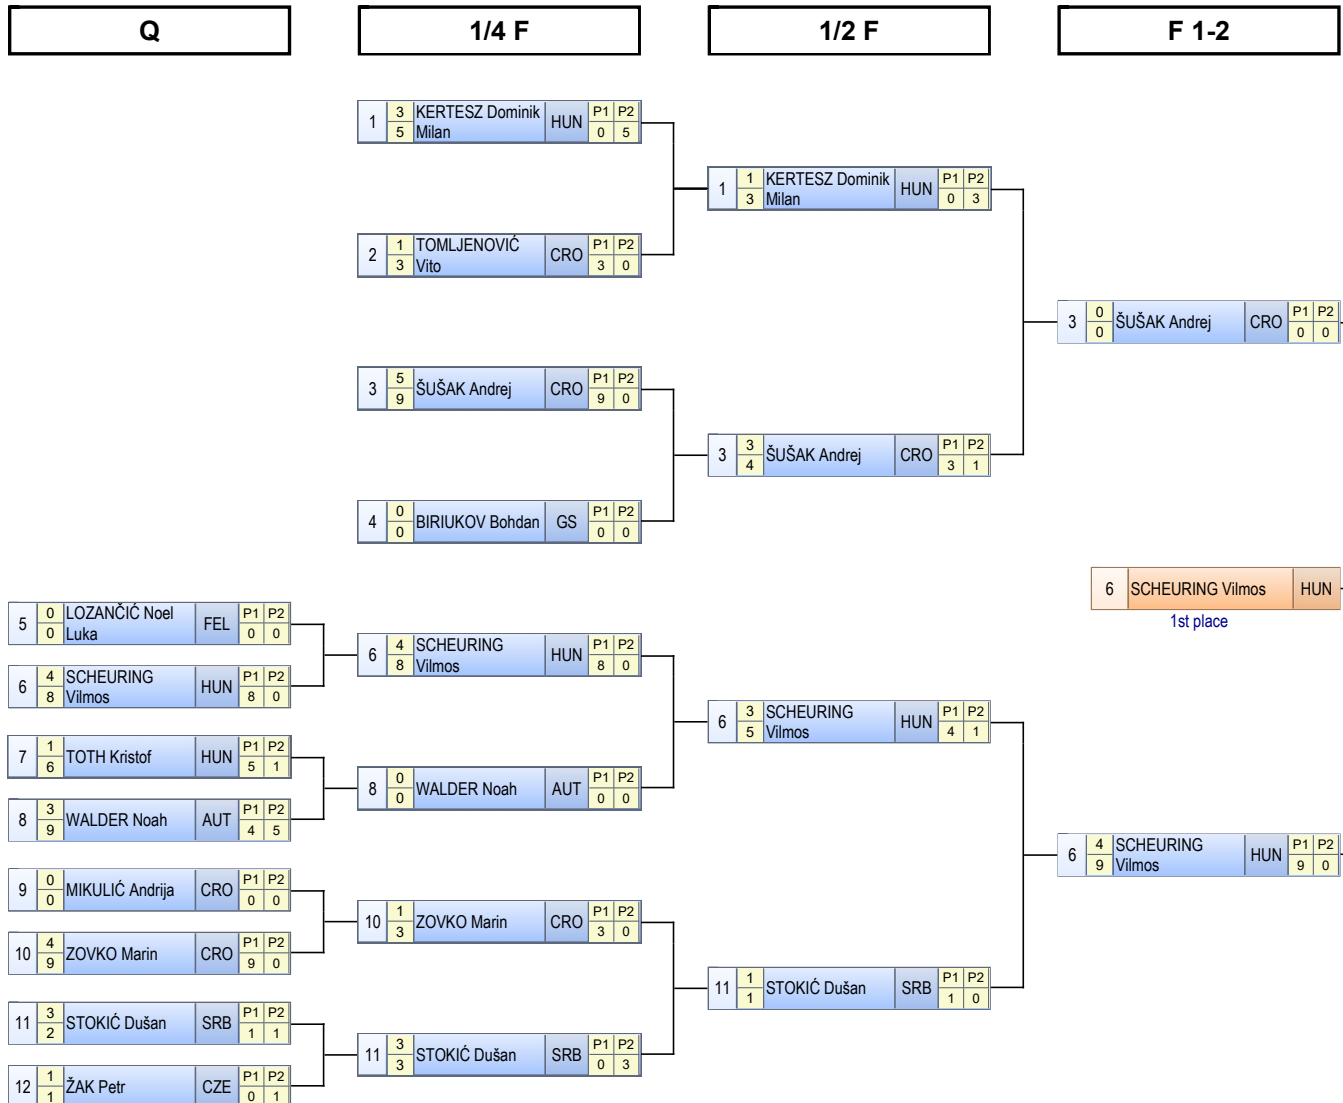 Q
1/4 F
1/2 F
F 1-2
1 3 5 KERTESZ Dominik Milan HUN P1 P2 0 5
2 1 3 TOMLJENOVIĆ Vito CRO P1 P2 3 0
3 5 9 ŠUŠAK Andrej CRO P1 P2 9 0
4 0 0 BIRIUKOV Bohdan GS P1 P2 0 0
1 1 3 KERTESZ Dominik Milan HUN P1 P2 0 3
3 3 4 ŠUŠAK Andrej CRO P1 P2 3 1
3 0 0 ŠUŠAK Andrej CRO P1 P2 0 0
6 SCHEURING Vilmos HUN
1st place
5 0 0 LOZANČIĆ Noel Luka FEL P1 P2 0 0
6 4 8 SCHEURING Vilmos HUN P1 P2 8 0
7 1 6 TOTH Kristof HUN P1 P2 5 1
8 3 9 WALDER Noah AUT P1 P2 4 5
9 0 0 MIKULIĆ Andrija CRO P1 P2 0 0
10 4 9 ZOVKO Marin CRO P1 P2 9 0
11 3 2 STOKIĆ Dušan SRB P1 P2 1 1
12 1 1 ŽAK Petr CZE P1 P2 0 1
6 4 8 SCHEURING Vilmos HUN P1 P2 8 0
8 0 0 WALDER Noah AUT P1 P2 0 0
10 1 3 ZOVKO Marin CRO P1 P2 3 0
11 3 3 STOKIĆ Dušan SRB P1 P2 0 3
6 3 5 SCHEURING Vilmos HUN P1 P2 4 1
11 1 1 STOKIĆ Dušan SRB P1 P2 1 0
6 4 9 SCHEURING Vilmos HUN P1 P2 9 0